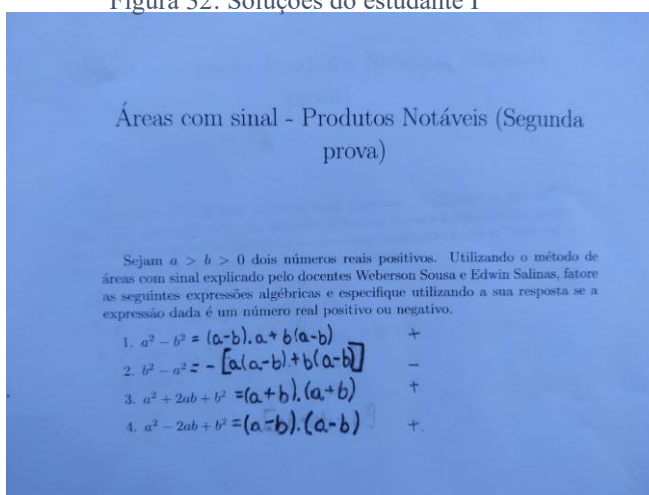 Figura 32: Soluções do estudante I
Áreas com sinal - Produtos Notáveis (Segunda
prova)
Sejam a > b > 0 dois números reais positivos. Utilizando o método de
áreas com sinal explicado pelo docentes Weberson Sousa e Edwin Salinas, fatore
as seguintes expressões algébricas e especifique utilizando a sua resposta se a
expressão dada é um número real positivo ou negativo.
1. a² − b² = (a-b).a + b(a-b) +
2. b² − a² = - [a(a-b)+b(a-b)] −
3. a² + 2ab + b² =(a+b).(a+b) +
4. a² − 2ab + b² =(a-b).(a-b) +.